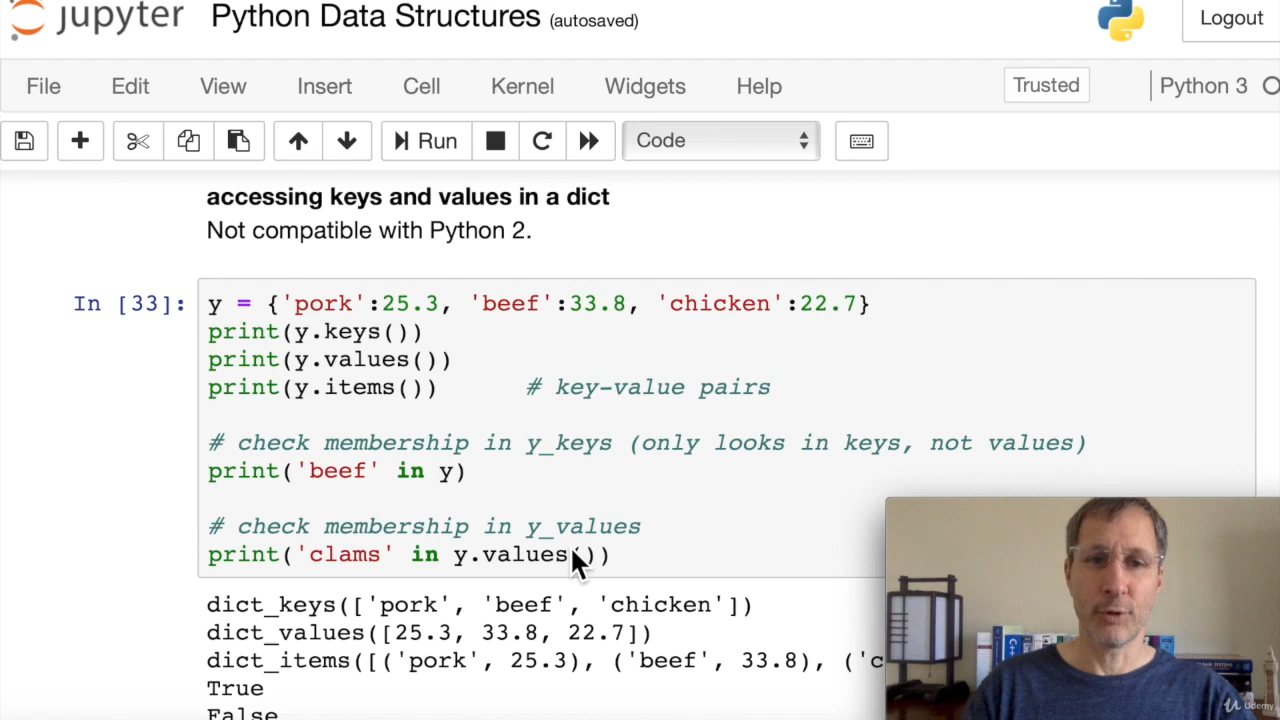 jupyter Python Data Structures (autosaved) Logout
File Edit View Insert Cell Kernel Widgets Help Trusted Python 3
Run Code
accessing keys and values in a dict
Not compatible with Python 2.
In [33]: y = {'pork':25.3, 'beef':33.8, 'chicken':22.7}
print(y.keys())
print(y.values())
print(y.items()) # key-value pairs
# check membership in y_keys (only looks in keys, not values)
print('beef' in y)
# check membership in y_values
print('clams' in y.values())
dict_keys(['pork', 'beef', 'chicken'])
dict_values([25.3, 33.8, 22.7])
dict_items([('pork', 25.3), ('beef', 33.8), ('c
True
False
Udemy